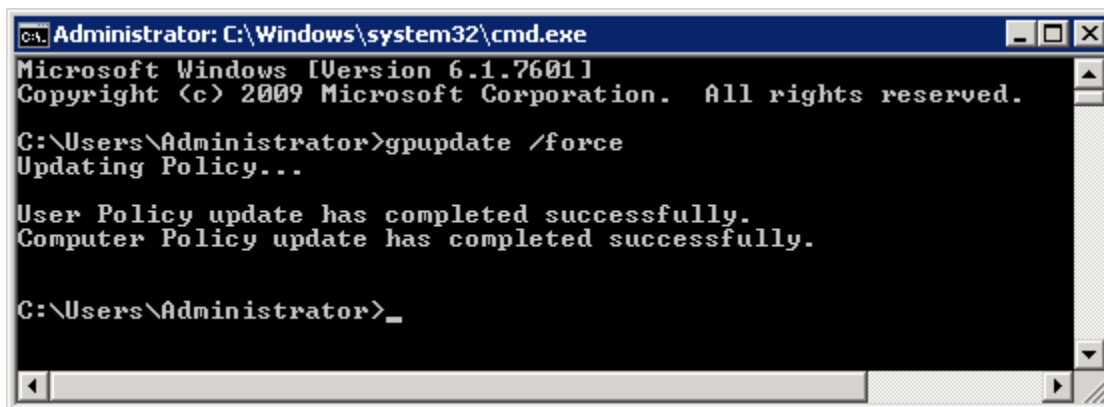 Administrator: C:\Windows\system32\cmd.exe
Microsoft Windows [Version 6.1.7601]
Copyright (c) 2009 Microsoft Corporation.  All rights reserved.
C:\Users\Administrator>gpupdate /force
Updating Policy...
User Policy update has completed successfully.
Computer Policy update has completed successfully.
C:\Users\Administrator>_